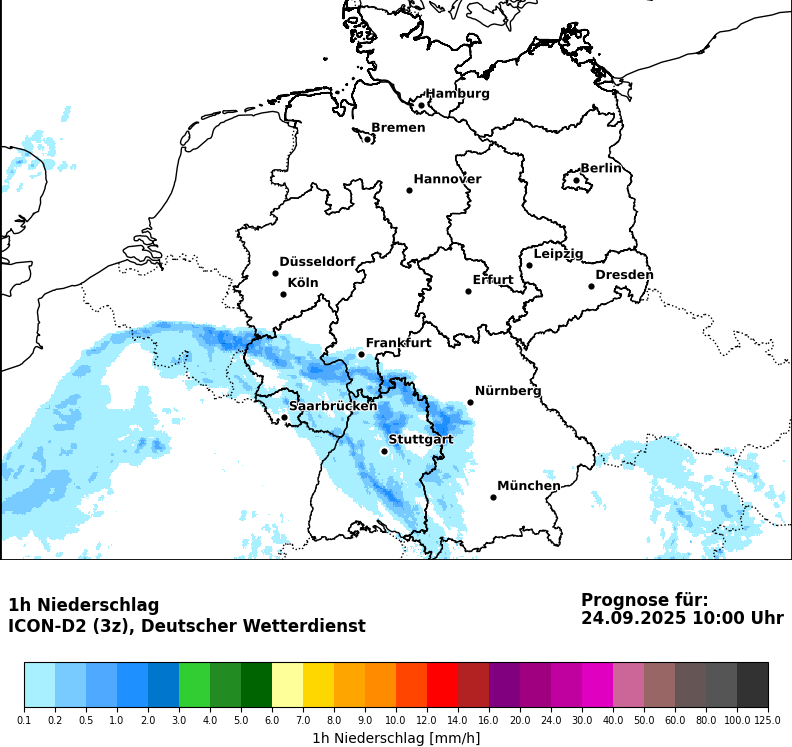 Hamburg
Bremen
Berlin
Hannover
Leipzig
Düsseldorf
Dresden
Köln
Erfurt
Frankfurt
Nürnberg
Saarbrücken
Stuttgart
München
1h Niederschlag
ICON-D2 (3z), Deutscher Wetterdienst
Prognose für:
24.09.2025 10:00 Uhr
0.1 0.2 0.5 1.0 2.0 3.0 4.0 5.0 6.0 7.0 9.0 10.0 12.0 14.0 16.0 20.0 24.0 30.0 40.0 50.0 60.0 80.0 100.0 125.0
1h Niederschlag [mm/h]